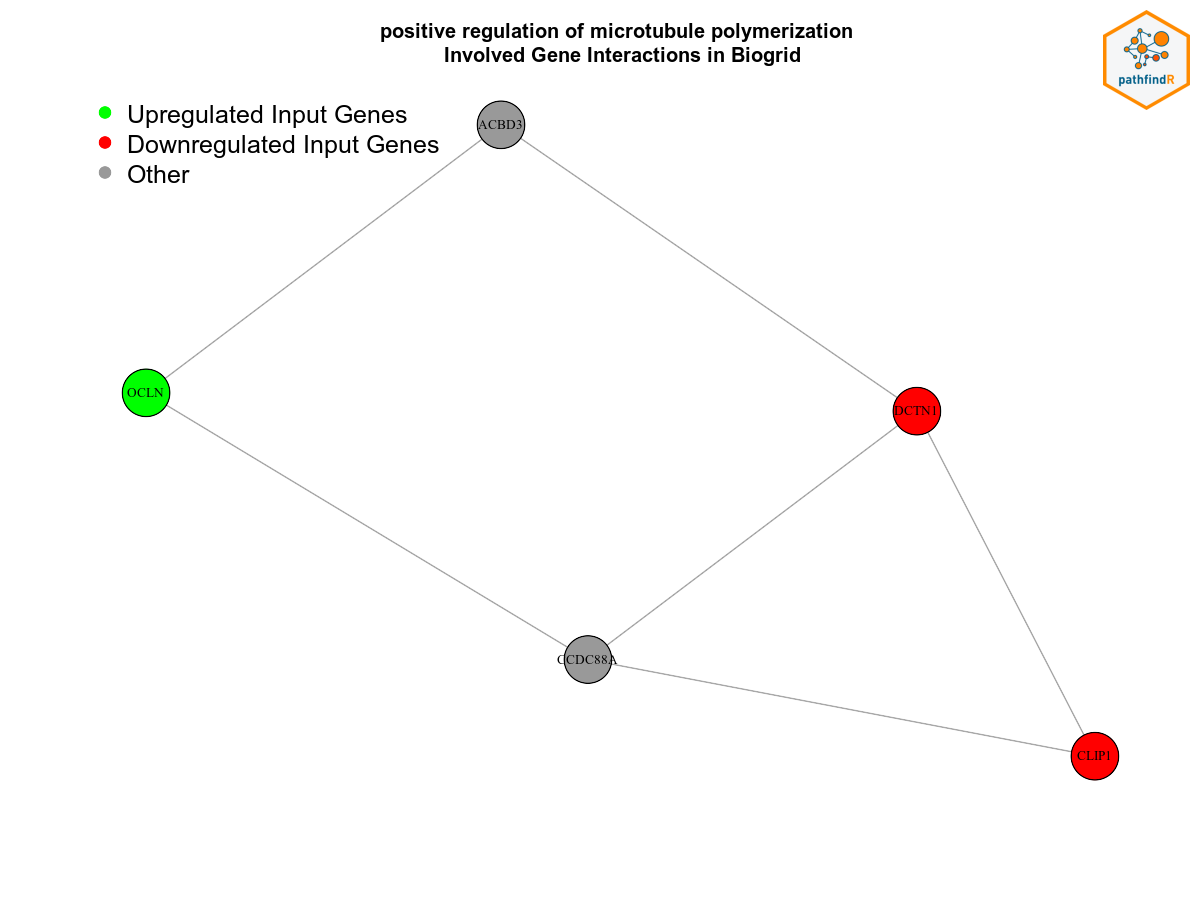 positive regulation of microtubule polymerization
Involved Gene Interactions in Biogrid
pathfindR
Upregulated Input Genes
Downregulated Input Genes
Other
ACBD3
OCLN
DCTN1
CCDC88A
CLIP1